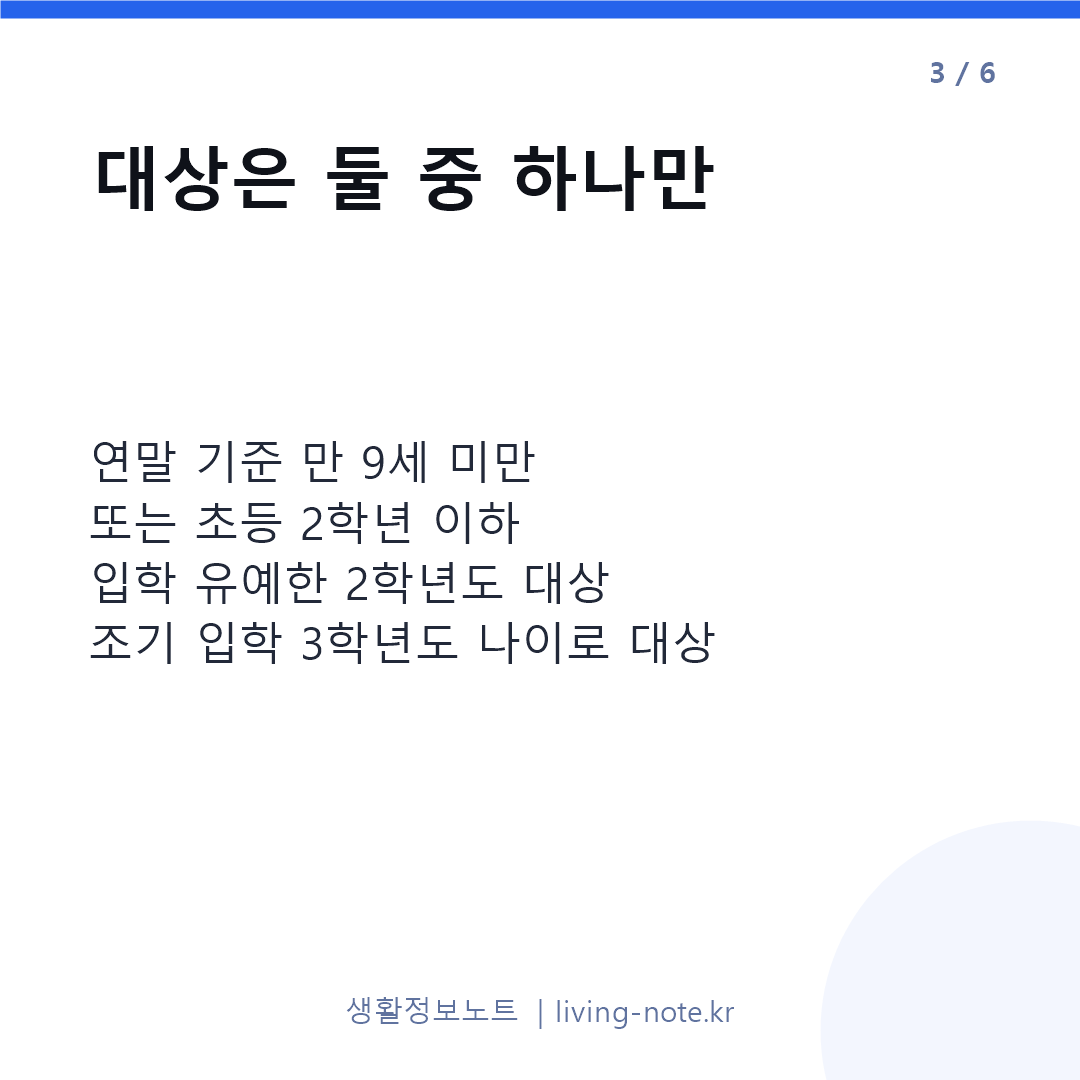 3 / 6
대상은 둘 중 하나만
연말 기준 만 9세 미만
또는 초등 2학년 이하
입학 유예한 2학년도 대상
조기 입학 3학년도 나이로 대상
생활정보노트 | living-note.kr